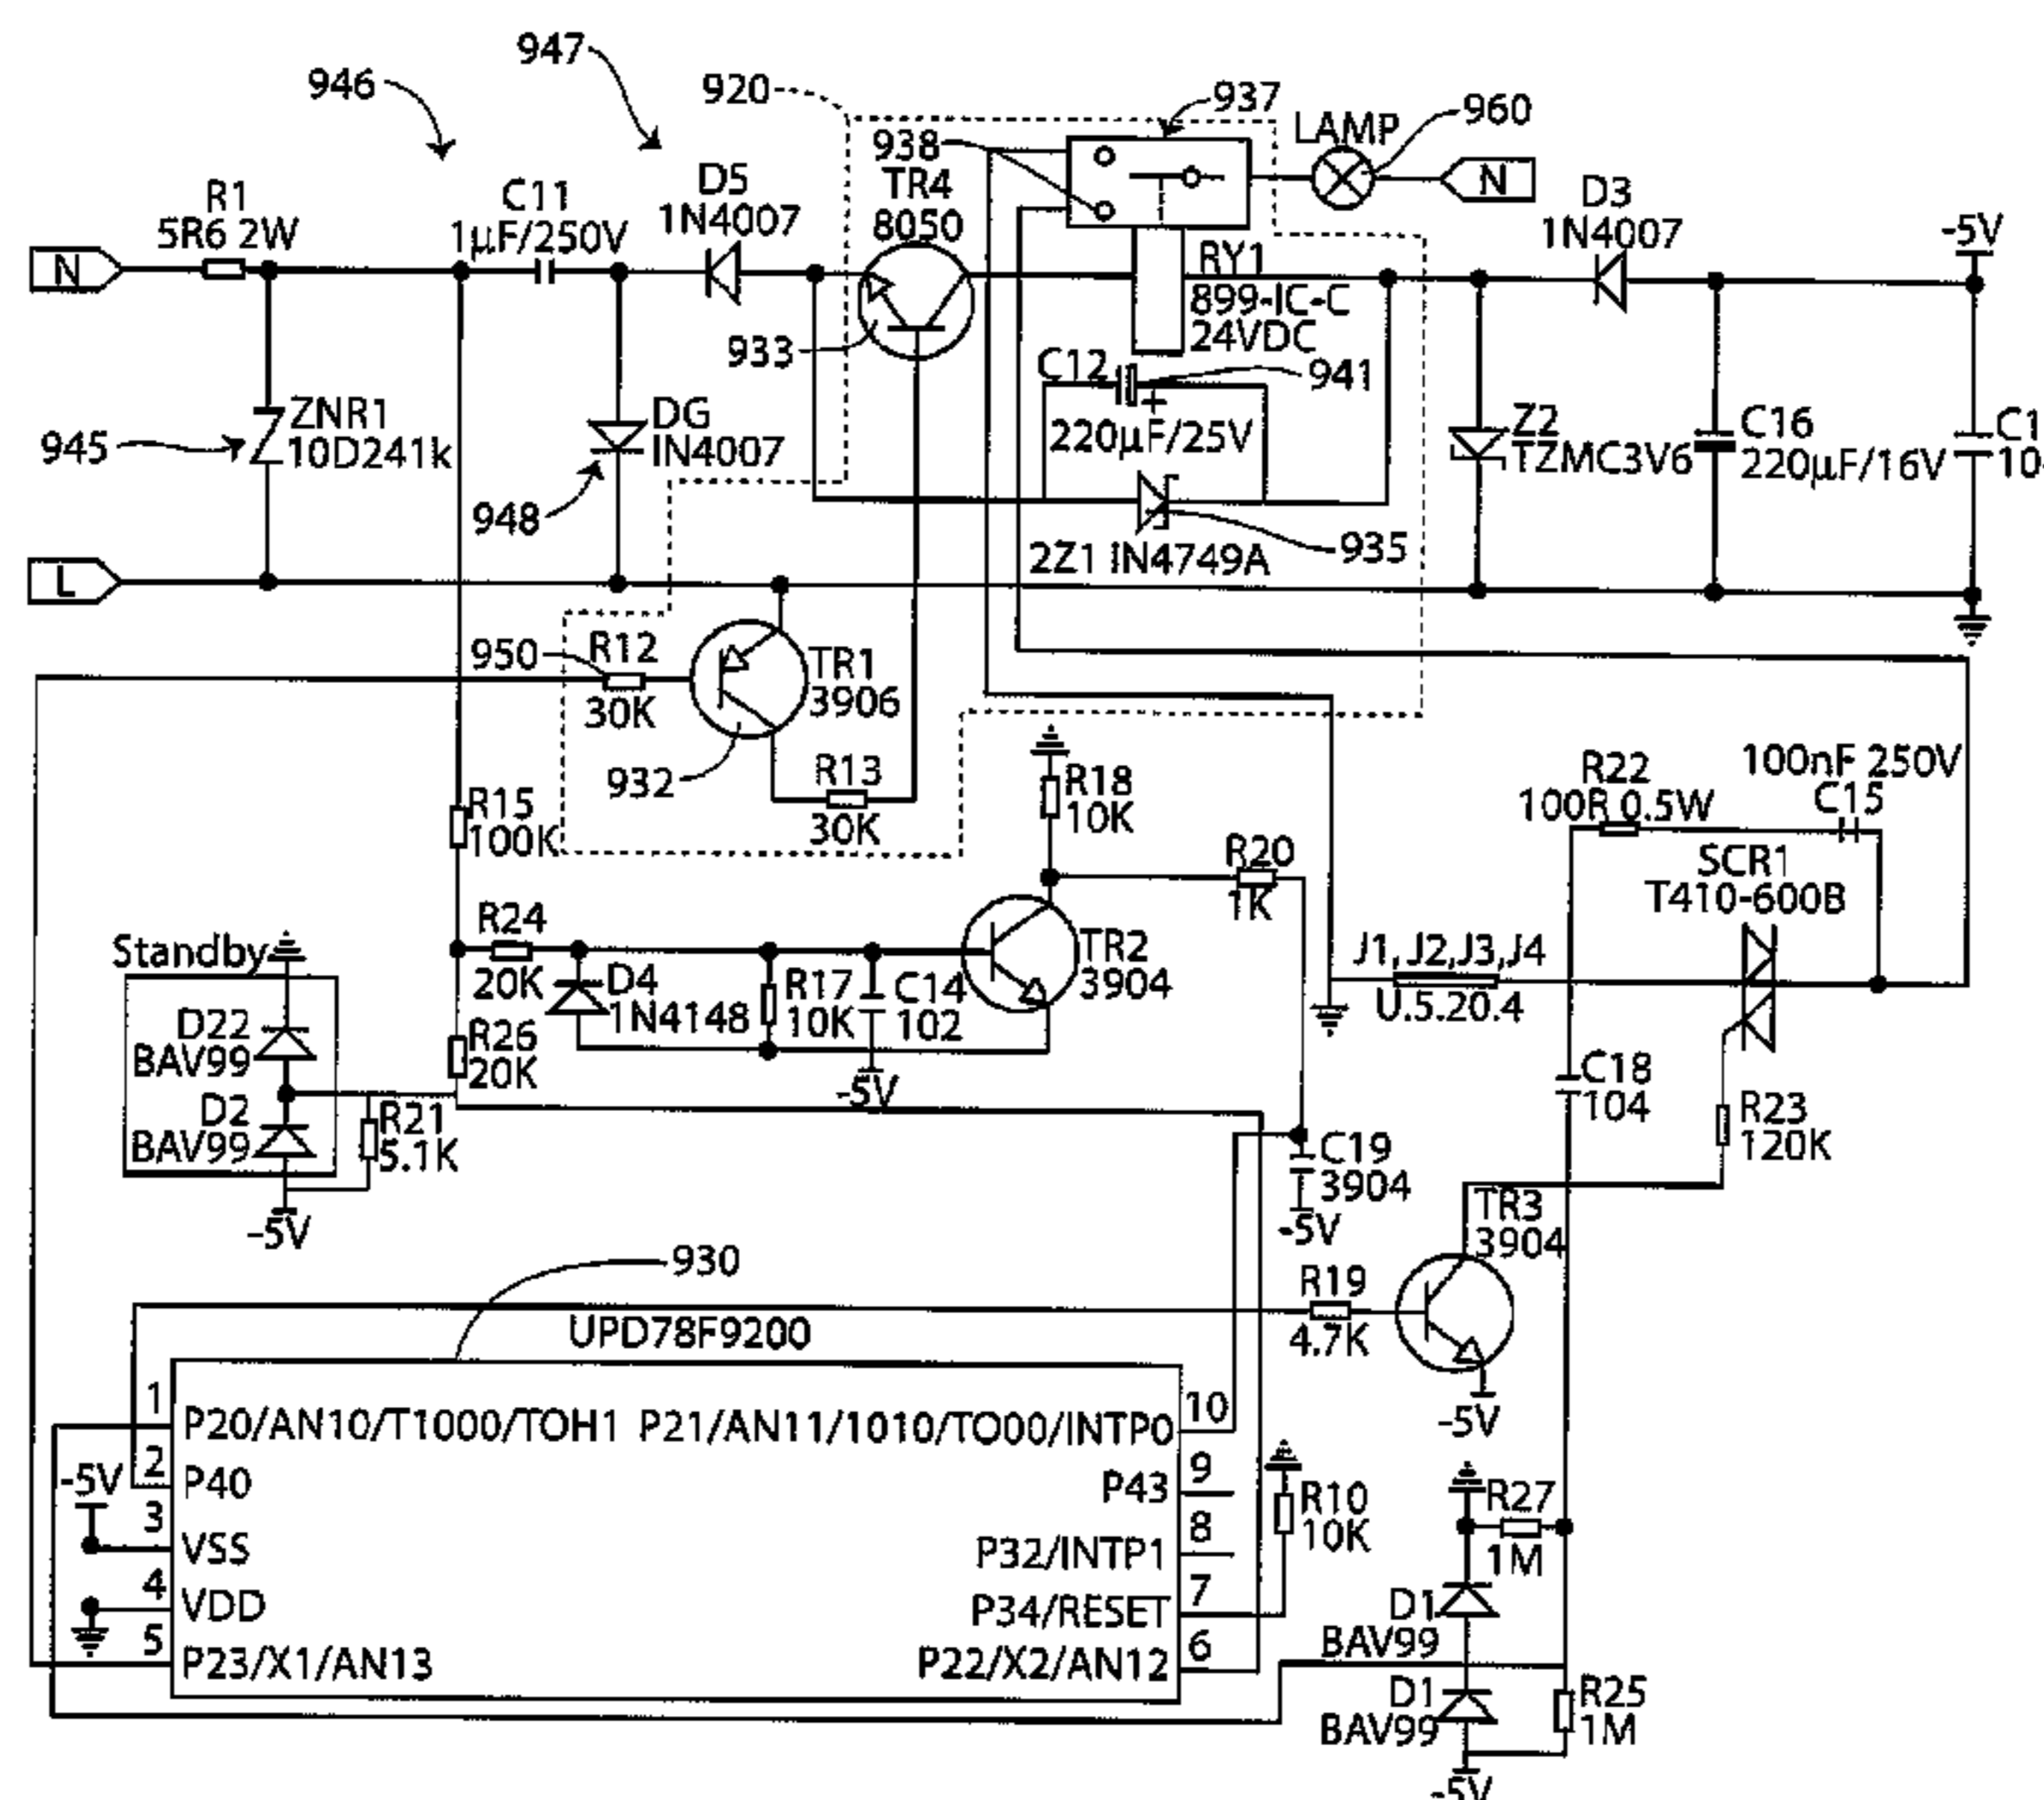 947
946
920
937
960
LAMP
938
TR4
8050
N
D5
1N4007
C11
1µF/250V
R1
5R6 2W
N
D3
1N4007
-5V
RY1
899-IC-C
24VDC
933
C12
941
+
220µF/25V
ZNR1
10D241k
945
DG
IN4007
948
Z2
TZMC3V6
C16
220µF/16V
C1
10
935
2Z1 IN4749A
L
950
R12
30K
TR1
3906
932
R13
30K
R18
10K
R15
100K
R20
1K
R22
100R 0.5W
100nF 250V
C15
SCR1
T410-600B
R24
20K
D4
1N4148
R17
10K
C14
102
-5V
TR2
3904
J1, J2,J3,J4
U.5.20.4
Standby
D22
BAV99
D2
BAV99
-5V
R26
20K
R21
5.1K
C18
104
R23
120K
C19
3904
-5V
TR3
3904
930
UPD78F9200
R19
4.7K
-5V
1
P20/AN10/T1000/TOH1
P21/AN11/1010/TO00/INTP0
10
2
P40
-5V
3
VSS
4
VDD
5
P23/X1/AN13
P43
9
P32/INTP1
8
P34/RESET
7
P22/X2/AN12
6
R10
10K
R27
1M
D1
BAV99
D1
BAV99
R25
1M
-5V